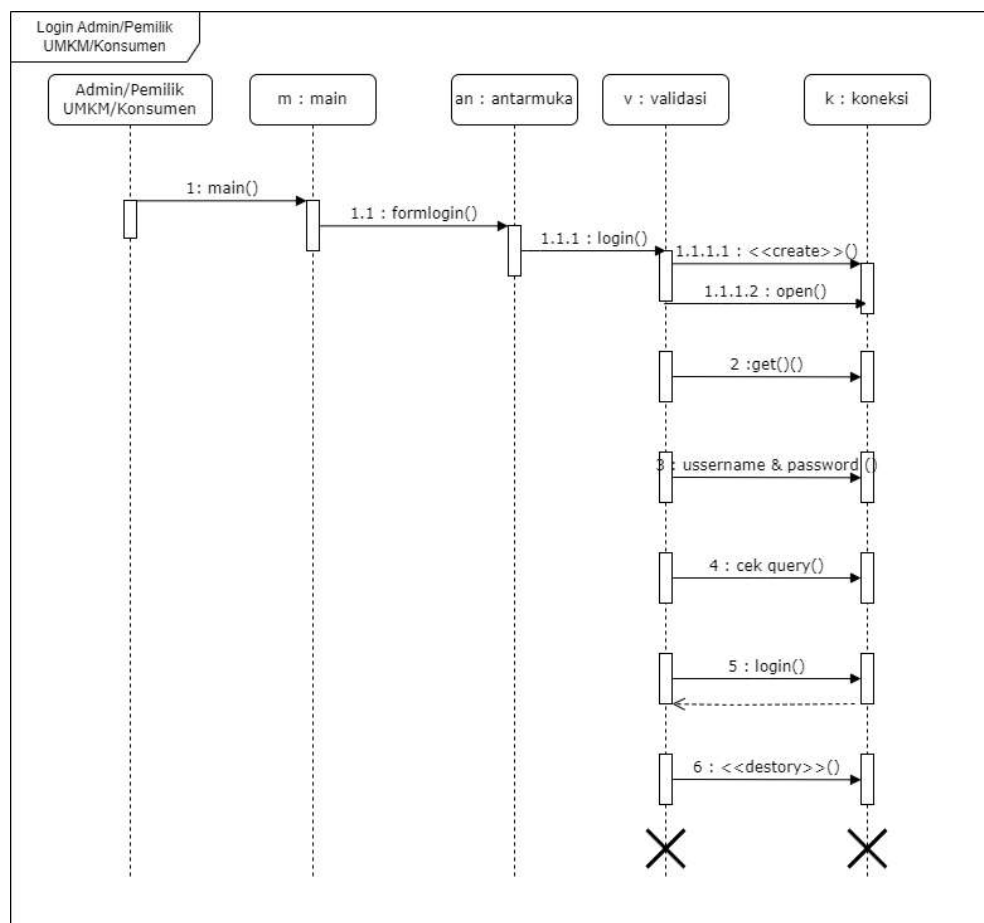 Login Admin/Pemilik
UMKM/Konsumen
Admin/Pemilik
UMKM/Konsumen
m : main
an : antarmuka
v : validasi
k : koneksi
1: main()
1.1 : formlogin()
1.1.1 : login()
1.1.1.1 : <<create>>()
1.1.1.2 : open()
2 :get()()
3 : ussername & password ()
4 : cek query()
5 : login()
6 : <<destory>>()